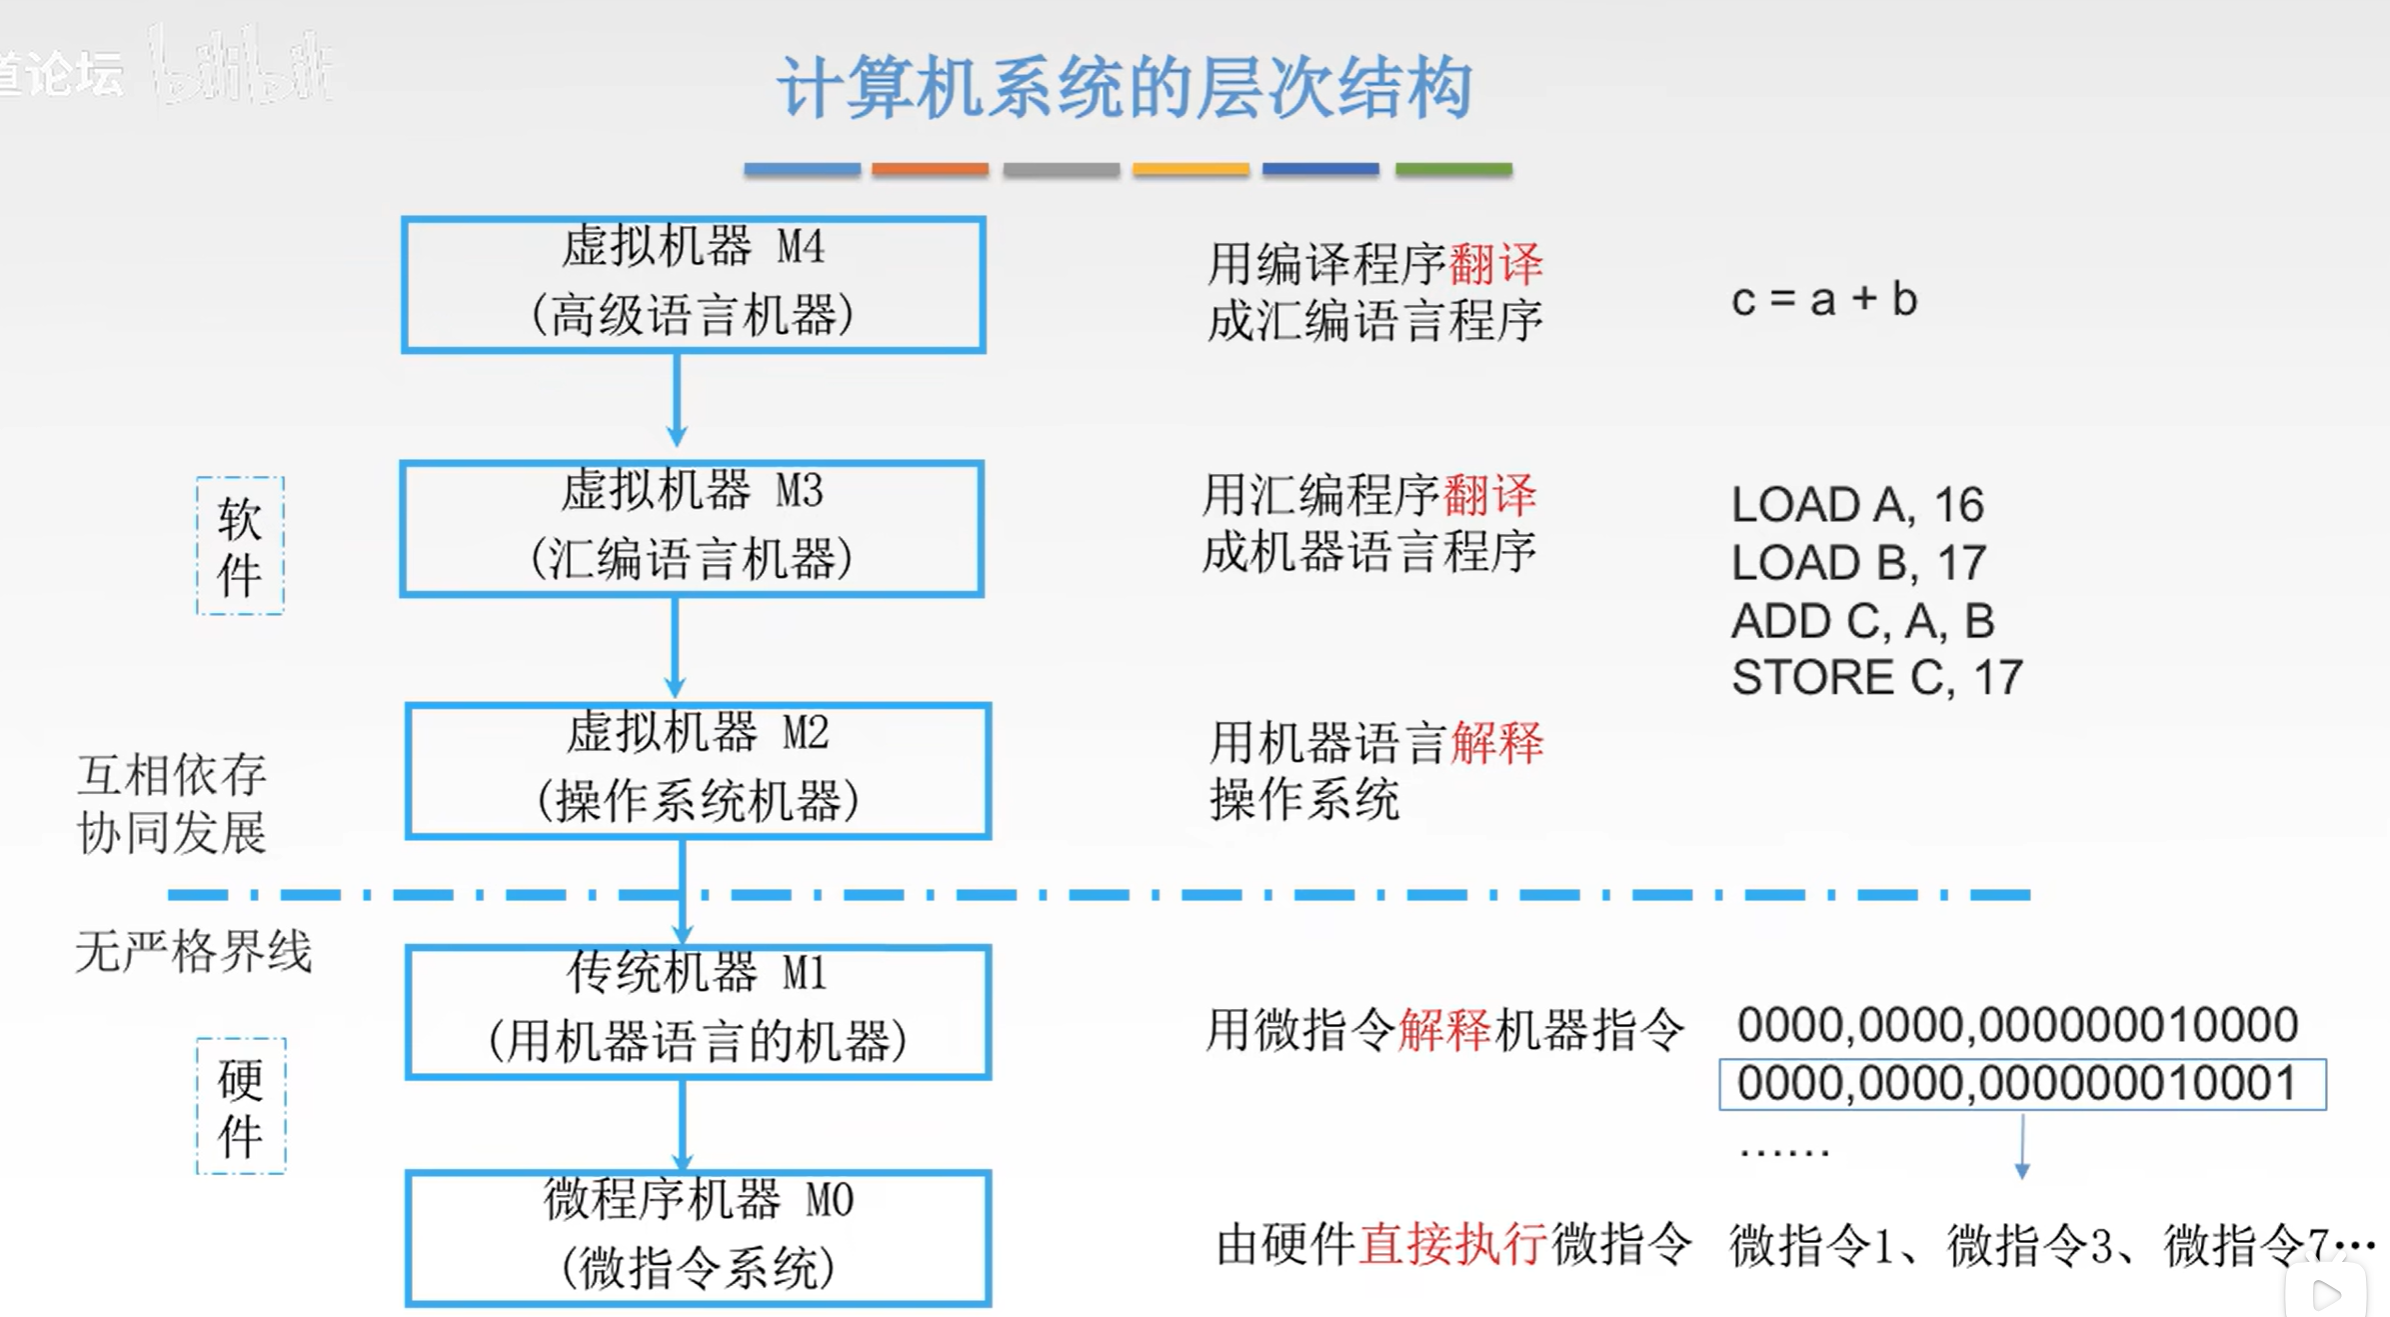 道论坛 bilibili
计算机系统的层次结构
虚拟机器 M4
(高级语言机器)
用编译程序翻译
成汇编语言程序
c = a + b
软
件
虚拟机器 M3
(汇编语言机器)
用汇编程序翻译
成机器语言程序
LOAD A, 16
LOAD B, 17
ADD C, A, B
STORE C, 17
互相依存
协同发展
虚拟机器 M2
(操作系统机器)
用机器语言解释
操作系统
无严格界线
硬
件
传统机器 M1
(用机器语言的机器)
用微指令解释机器指令
0000,0000,000000010000
0000,0000,000000010001
……
微程序机器 M0
(微指令系统)
由硬件直接执行微指令
微指令1、微指令3、微指令7…